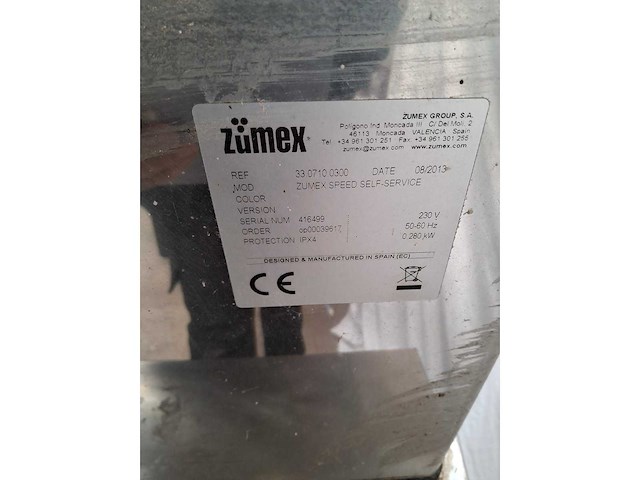 zümex®
ZUMEX GROUP, S.A.
Polígono Ind. Moncada III C/ Del Molí, 2
46113 Moncada VALENCIA Spain
Tel +34 961 301 251 Fax +34 961 301 255
zumex@zumex.com www.zumex.com
REF 33.0710.0300 DATE 08/2013
MOD ZUMEX SPEED SELF-SERVICE
COLOR
VERSION
SERIAL NUM 416499 230 V
ORDER op00039617 50-60 Hz
PROTECTION IPX4 0.280 kW
DESIGNED & MANUFACTURED IN SPAIN (EC)
CE